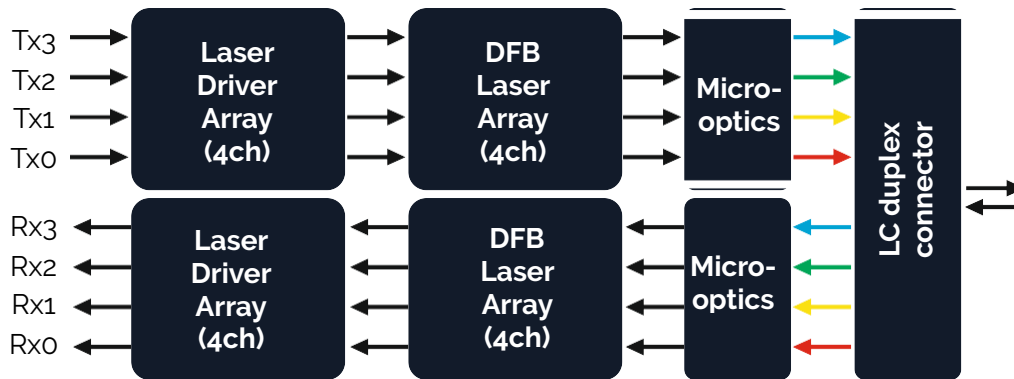 Tx3
Tx2
Tx1
Tx0
Laser
Driver
Array
(4ch)
DFB
Laser
Array
(4ch)
Micro-
optics
LC duplex
connector
Rx3
Rx2
Rx1
Rx0
Laser
Driver
Array
(4ch)
DFB
Laser
Array
(4ch)
Micro-
optics